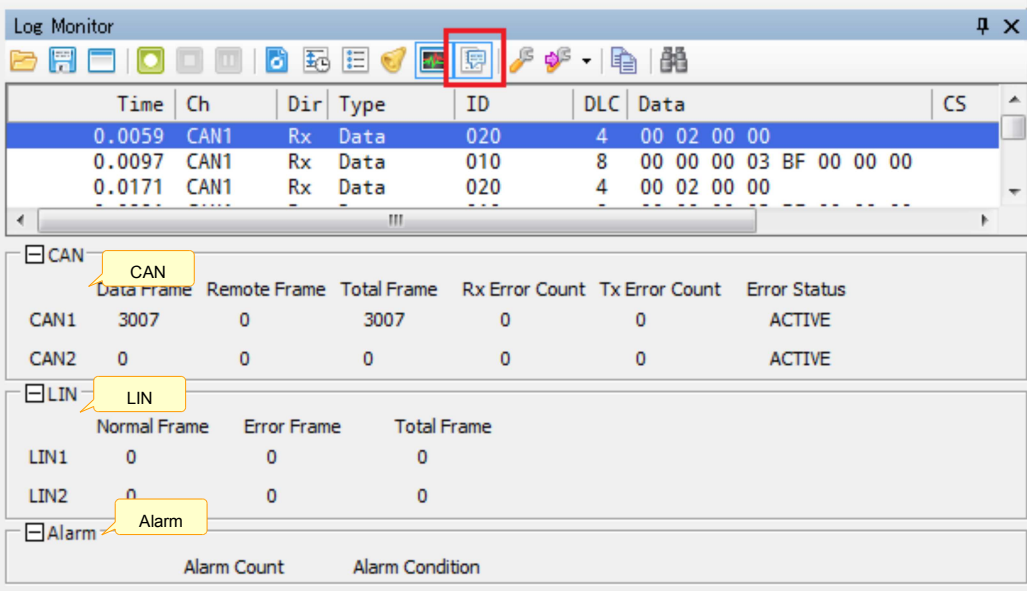 Log Monitor
Time Ch Dir Type ID DLC Data CS
0.0059 CAN1 Rx Data 020 4 00 02 00 00
0.0097 CAN1 Rx Data 010 8 00 00 00 03 BF 00 00 00
0.0171 CAN1 Rx Data 020 4 00 02 00 00
CAN
CAN
Data Frame Remote Frame Total Frame Rx Error Count Tx Error Count Error Status
CAN1 3007 0 3007 0 0 ACTIVE
CAN2 0 0 0 0 0 ACTIVE
LIN
LIN
Normal Frame Error Frame Total Frame
LIN1 0 0 0
LIN2 0 0 0
Alarm
Alarm
Alarm Count Alarm Condition